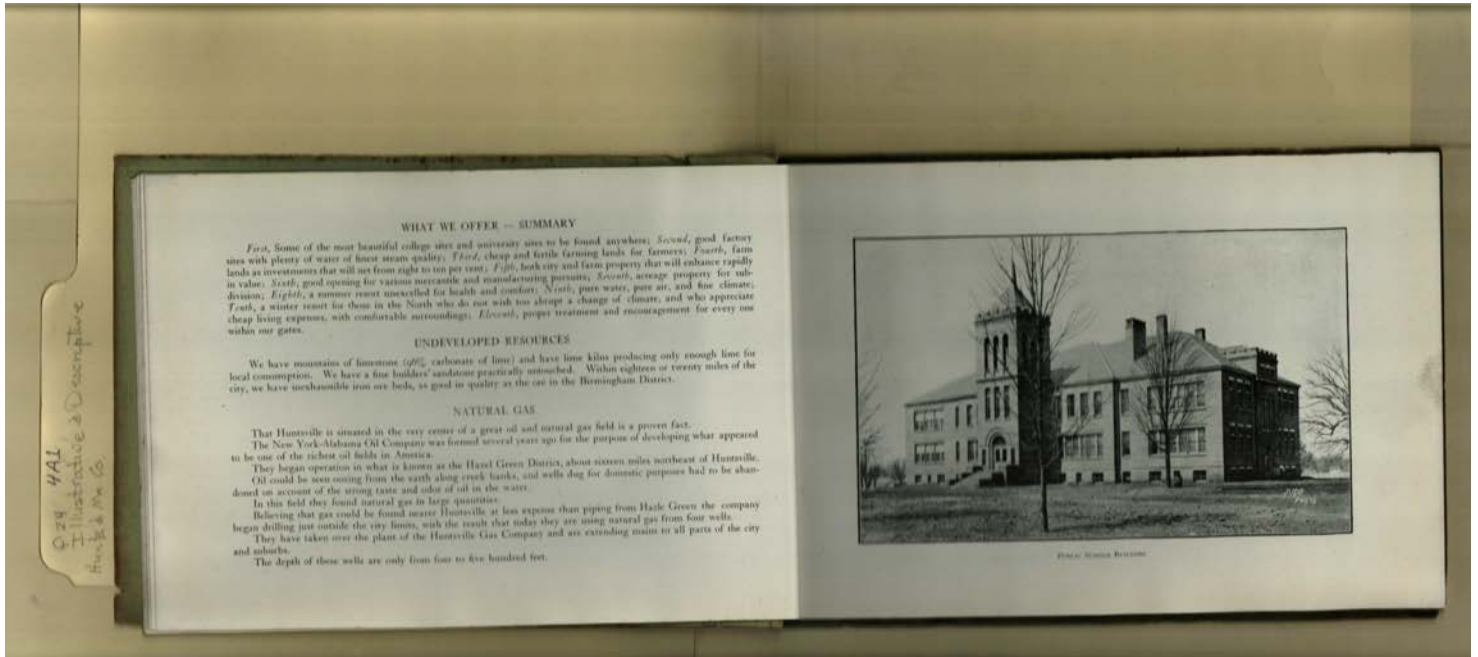 P29 4A1
Illustrative & Descriptive
Hunts & Ma. Co.
WHAT WE OFFER — SUMMARY
First, Some of the most beautiful college sites and university sites to be found anywhere; Second, good factory
sites with plenty of water of finest steam quality; Third, cheap and fertile farming lands for farmers; Fourth, farm
lands as investments that will net from eight to ten per cent; Fifth, both city and farm property that will enhance rapidly
in value; Sixth, good opening for various mercantile and manufacturing pursuits; Seventh, acreage property for sub-
division; Eighth, a summer resort unexcelled for health and comfort; Ninth, pure water, pure air, and fine climate;
Tenth, a winter resort for those in the North who do not wish too abrupt a change of climate, and who appreciate
cheap living expenses, with comfortable surroundings; Eleventh, proper treatment and encouragement for every one
within our gates.
UNDEVELOPED RESOURCES
We have mountains of limestone (98% carbonate of lime) and have lime kilns producing only enough lime for
local consumption. We have a fine builders' sandstone practically untouched. Within eighteen or twenty miles of the
city, we have inexhaustible iron ore beds, as good in quality as the ore in the Birmingham District.
NATURAL GAS
That Huntsville is situated in the very center of a great oil and natural gas field is a proven fact.
The New York-Alabama Oil Company was formed several years ago for the purpose of developing what appeared
to be one of the richest oil fields in America.
They began operation in what is known as the Hazel Green District, about sixteen miles northeast of Huntsville.
Oil could be seen oozing from the earth along creek banks, and wells dug for domestic purposes had to be aban-
doned on account of the strong taste and odor of oil in the water.
In this field they found natural gas in large quantities.
Believing that gas could be found nearer Huntsville at less expense than piping from Hazle Green the company
began drilling just outside the city limits, with the result that today they are using natural gas from four wells.
They have taken over the plant of the Huntsville Gas Company and are extending mains to all parts of the city
and suburbs.
The depth of these wells are only from four to five hundred feet.
PUBLIC SCHOOL BUILDING